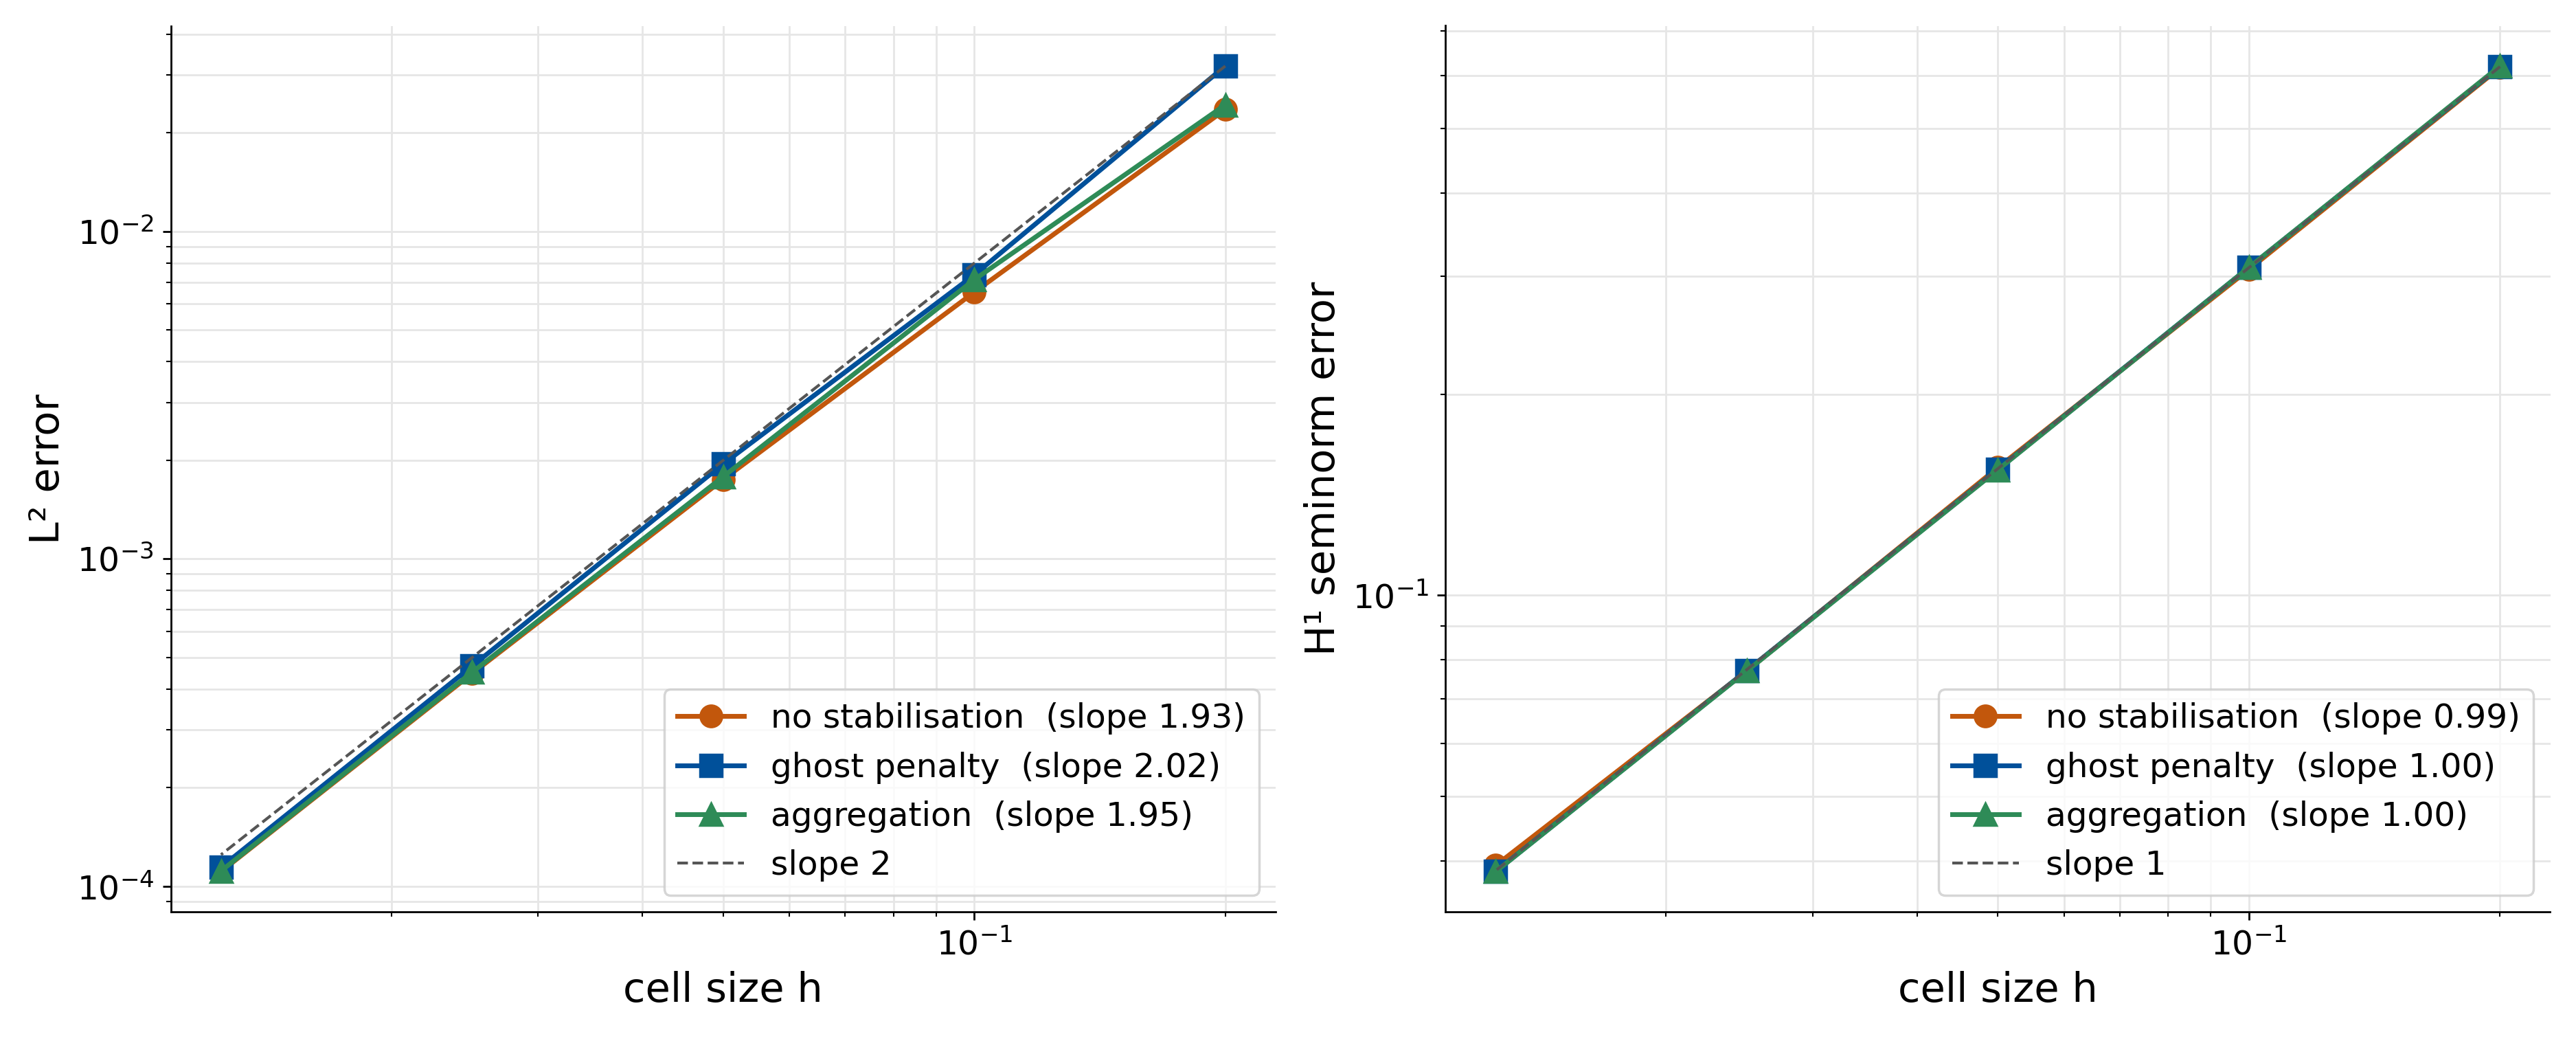 L² error
10⁻²
10⁻³
10⁻⁴
no stabilisation (slope 1.93)
ghost penalty (slope 2.02)
aggregation (slope 1.95)
slope 2
10⁻¹
cell size h
H¹ seminorm error
10⁻¹
no stabilisation (slope 0.99)
ghost penalty (slope 1.00)
aggregation (slope 1.00)
slope 1
10⁻¹
cell size h